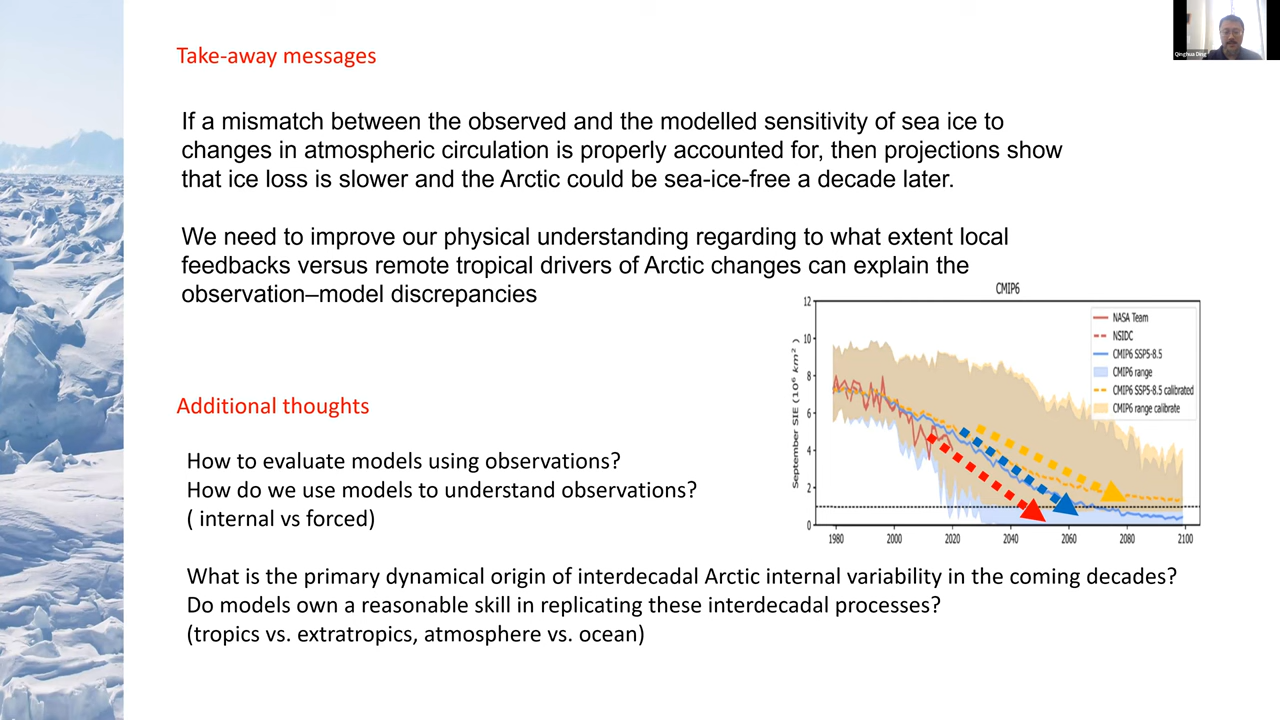 Take-away messages
Qinghua Ding
If a mismatch between the observed and the modelled sensitivity of sea ice to
changes in atmospheric circulation is properly accounted for, then projections show
that ice loss is slower and the Arctic could be sea-ice-free a decade later.
We need to improve our physical understanding regarding to what extent local
feedbacks versus remote tropical drivers of Arctic changes can explain the
observation–model discrepancies
CMIP6
12
10
8
6
4
2
0
September SIE (10⁶ km²)
NASA Team
NSIDC
CMIP6 SSP5-8.5
CMIP6 range
CMIP6 SSP5-8.5 calibrated
CMIP6 range calibrate
1980 2000 2020 2040 2060 2080 2100
Additional thoughts
How to evaluate models using observations?
How do we use models to understand observations?
( internal vs forced)
What is the primary dynamical origin of interdecadal Arctic internal variability in the coming decades?
Do models own a reasonable skill in replicating these interdecadal processes?
(tropics vs. extratropics, atmosphere vs. ocean)